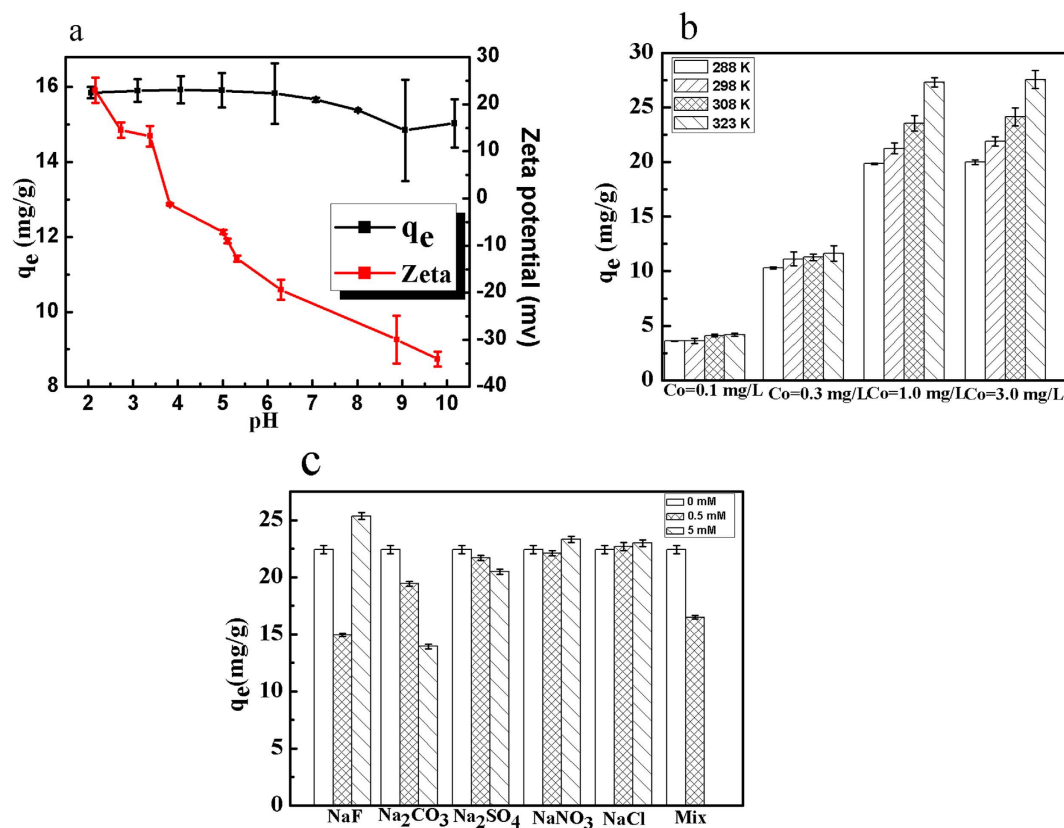 a
16
14
12
10
8
qe (mg/g)
2 3 4 5 6 7 8 9 10
pH
30
20
10
0
-10
-20
-30
-40
Zeta potential (mv)
qe
Zeta
b
30
25
20
15
10
5
0
qe (mg/g)
288 K
298 K
308 K
323 K
Co=0.1 mg/L Co=0.3 mg/L Co=1.0 mg/L Co=3.0 mg/L
c
25
20
15
10
5
0
qe(mg/g)
0 mM
0.5 mM
5 mM
NaF Na2CO3 Na2SO4 NaNO3 NaCl Mix